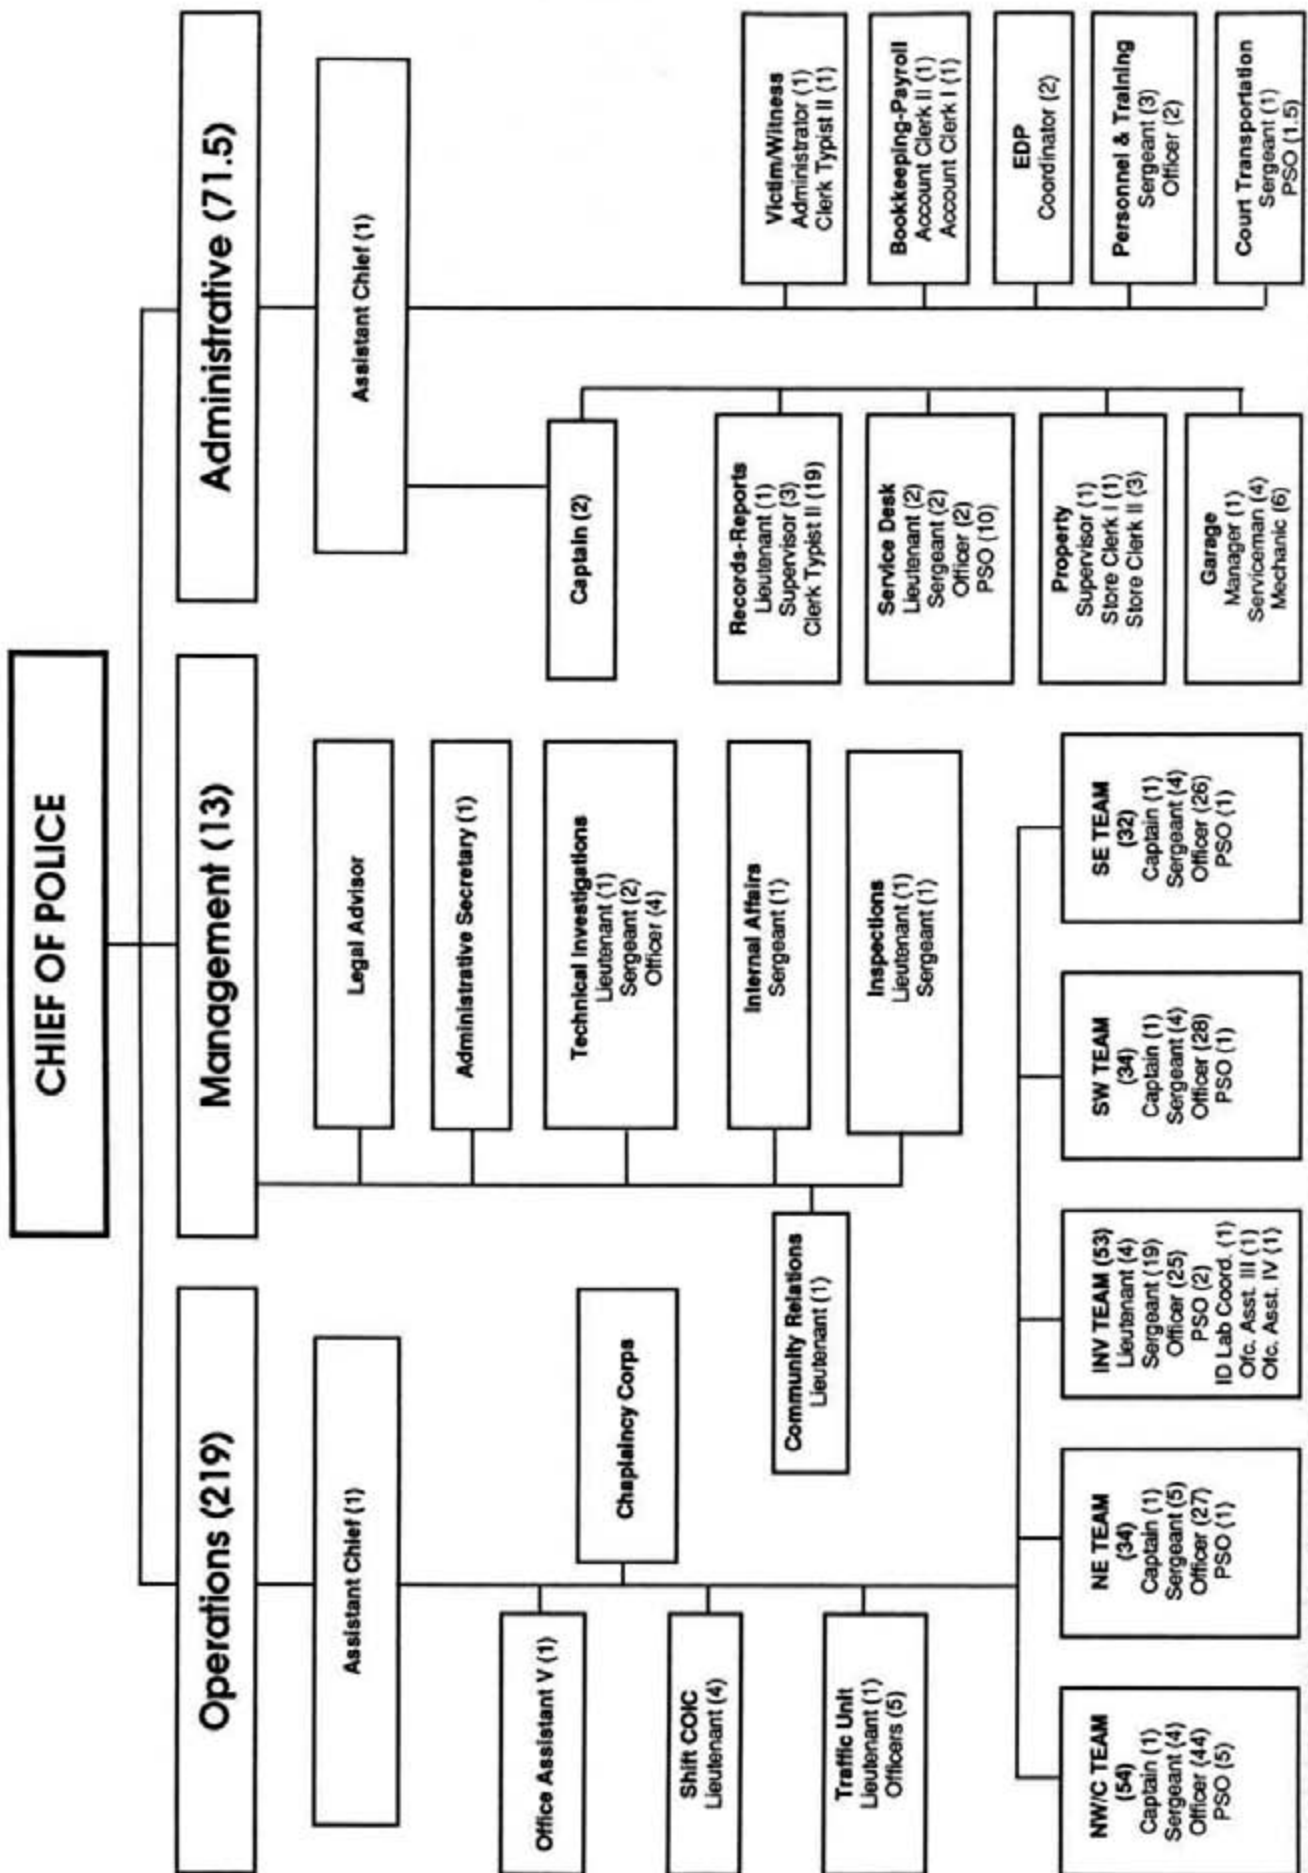 CHIEF OF POLICE
Operations (219)
Management (13)
Administrative (71.5)
Assistant Chief (1)
Office Assistant V (1)
Chaplaincy Corps
Shift COIC
Lieutenant (4)
Traffic Unit
Lieutenant (1)
Officers (5)
NW/C TEAM
(54)
Captain (1)
Sergeant (4)
Officer (44)
PSO (5)
NE TEAM
(34)
Captain (1)
Sergeant (5)
Officer (27)
PSO (1)
INV TEAM (53)
Lieutenant (4)
Sergeant (19)
Officer (25)
PSO (2)
ID Lab Coord. (1)
Ofc. Asst. III (1)
Ofc. Asst. IV (1)
SW TEAM
(34)
Captain (1)
Sergeant (4)
Officer (28)
PSO (1)
SE TEAM
(32)
Captain (1)
Sergeant (4)
Officer (26)
PSO (1)
Legal Advisor
Administrative Secretary (1)
Technical Investigations
Lieutenant (1)
Sergeant (2)
Officer (4)
Internal Affairs
Sergeant (1)
Inspections
Lieutenant (1)
Sergeant (1)
Community Relations
Lieutenant (1)
Assistant Chief (1)
Captain (2)
Records-Reports
Lieutenant (1)
Supervisor (3)
Clerk Typist II (19)
Service Desk
Lieutenant (2)
Sergeant (2)
Officer (2)
PSO (10)
Property
Supervisor (1)
Store Clerk I (1)
Store Clerk II (3)
Garage
Manager (1)
Serviceman (4)
Mechanic (6)
Victim/Witness
Administrator (1)
Clerk Typist II (1)
Bookkeeping-Payroll
Account Clerk II (1)
Account Clerk I (1)
EDP
Coordinator (2)
Personnel & Training
Sergeant (3)
Officer (2)
Court Transportation
Sergeant (1)
PSO (1.5)